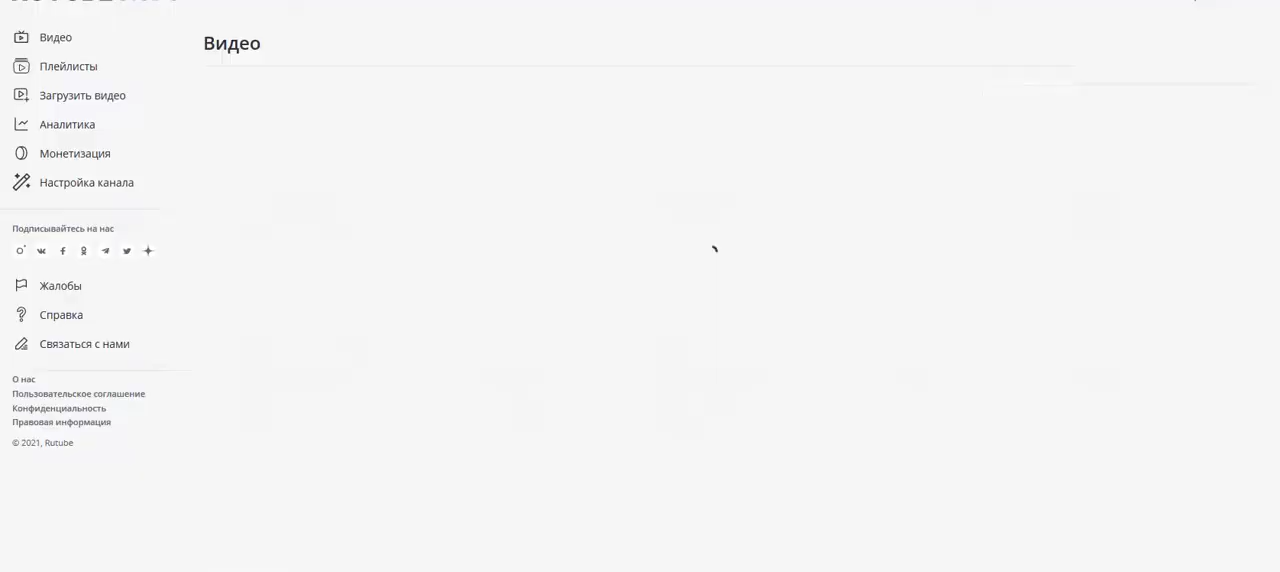 Видео
Плейлисты
Загрузить видео
Аналитика
Монетизация
Настройка канала
Подписывайтесь на нас
Жалобы
Справка
Связаться с нами
О нас
Пользовательское соглашение
Конфиденциальность
Правовая информация
© 2021, Rutube
Видео